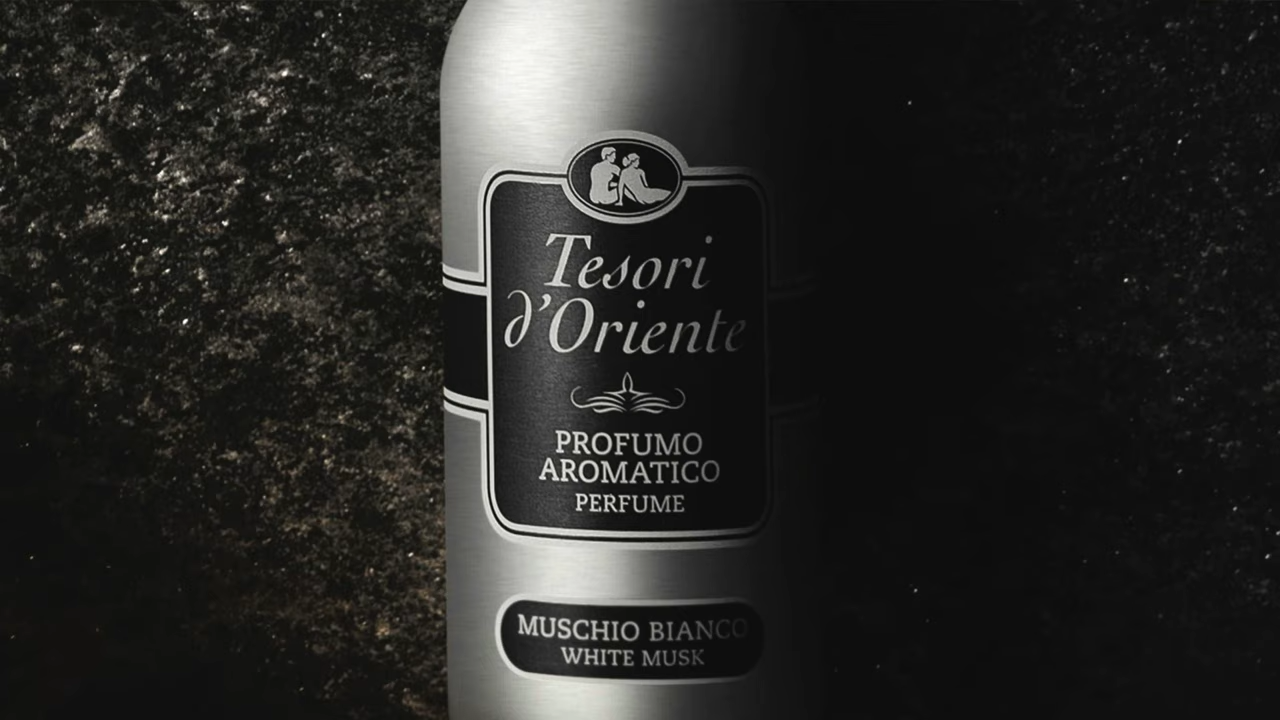 Tesori
d'Oriente
PROFUMO
AROMATICO
PERFUME
MUSCHIO BIANCO
WHITE MUSK